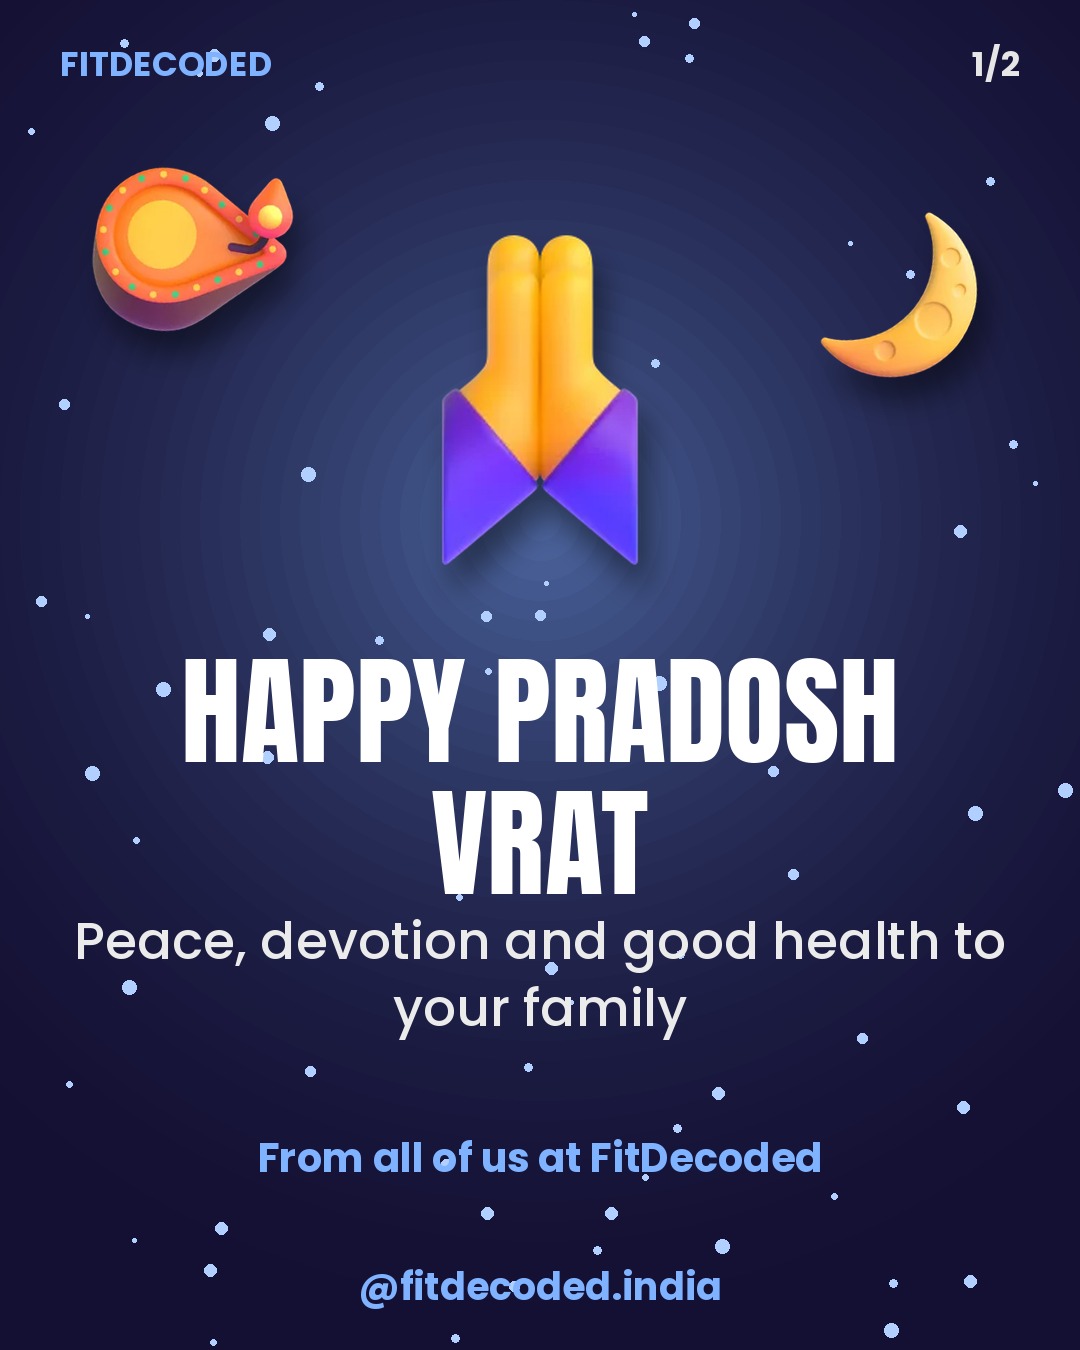 FITDECODED
1/2
HAPPY PRADOSH
VRAT
Peace, devotion and good health to
your family
From all of us at FitDecoded
@fitdecoded.india